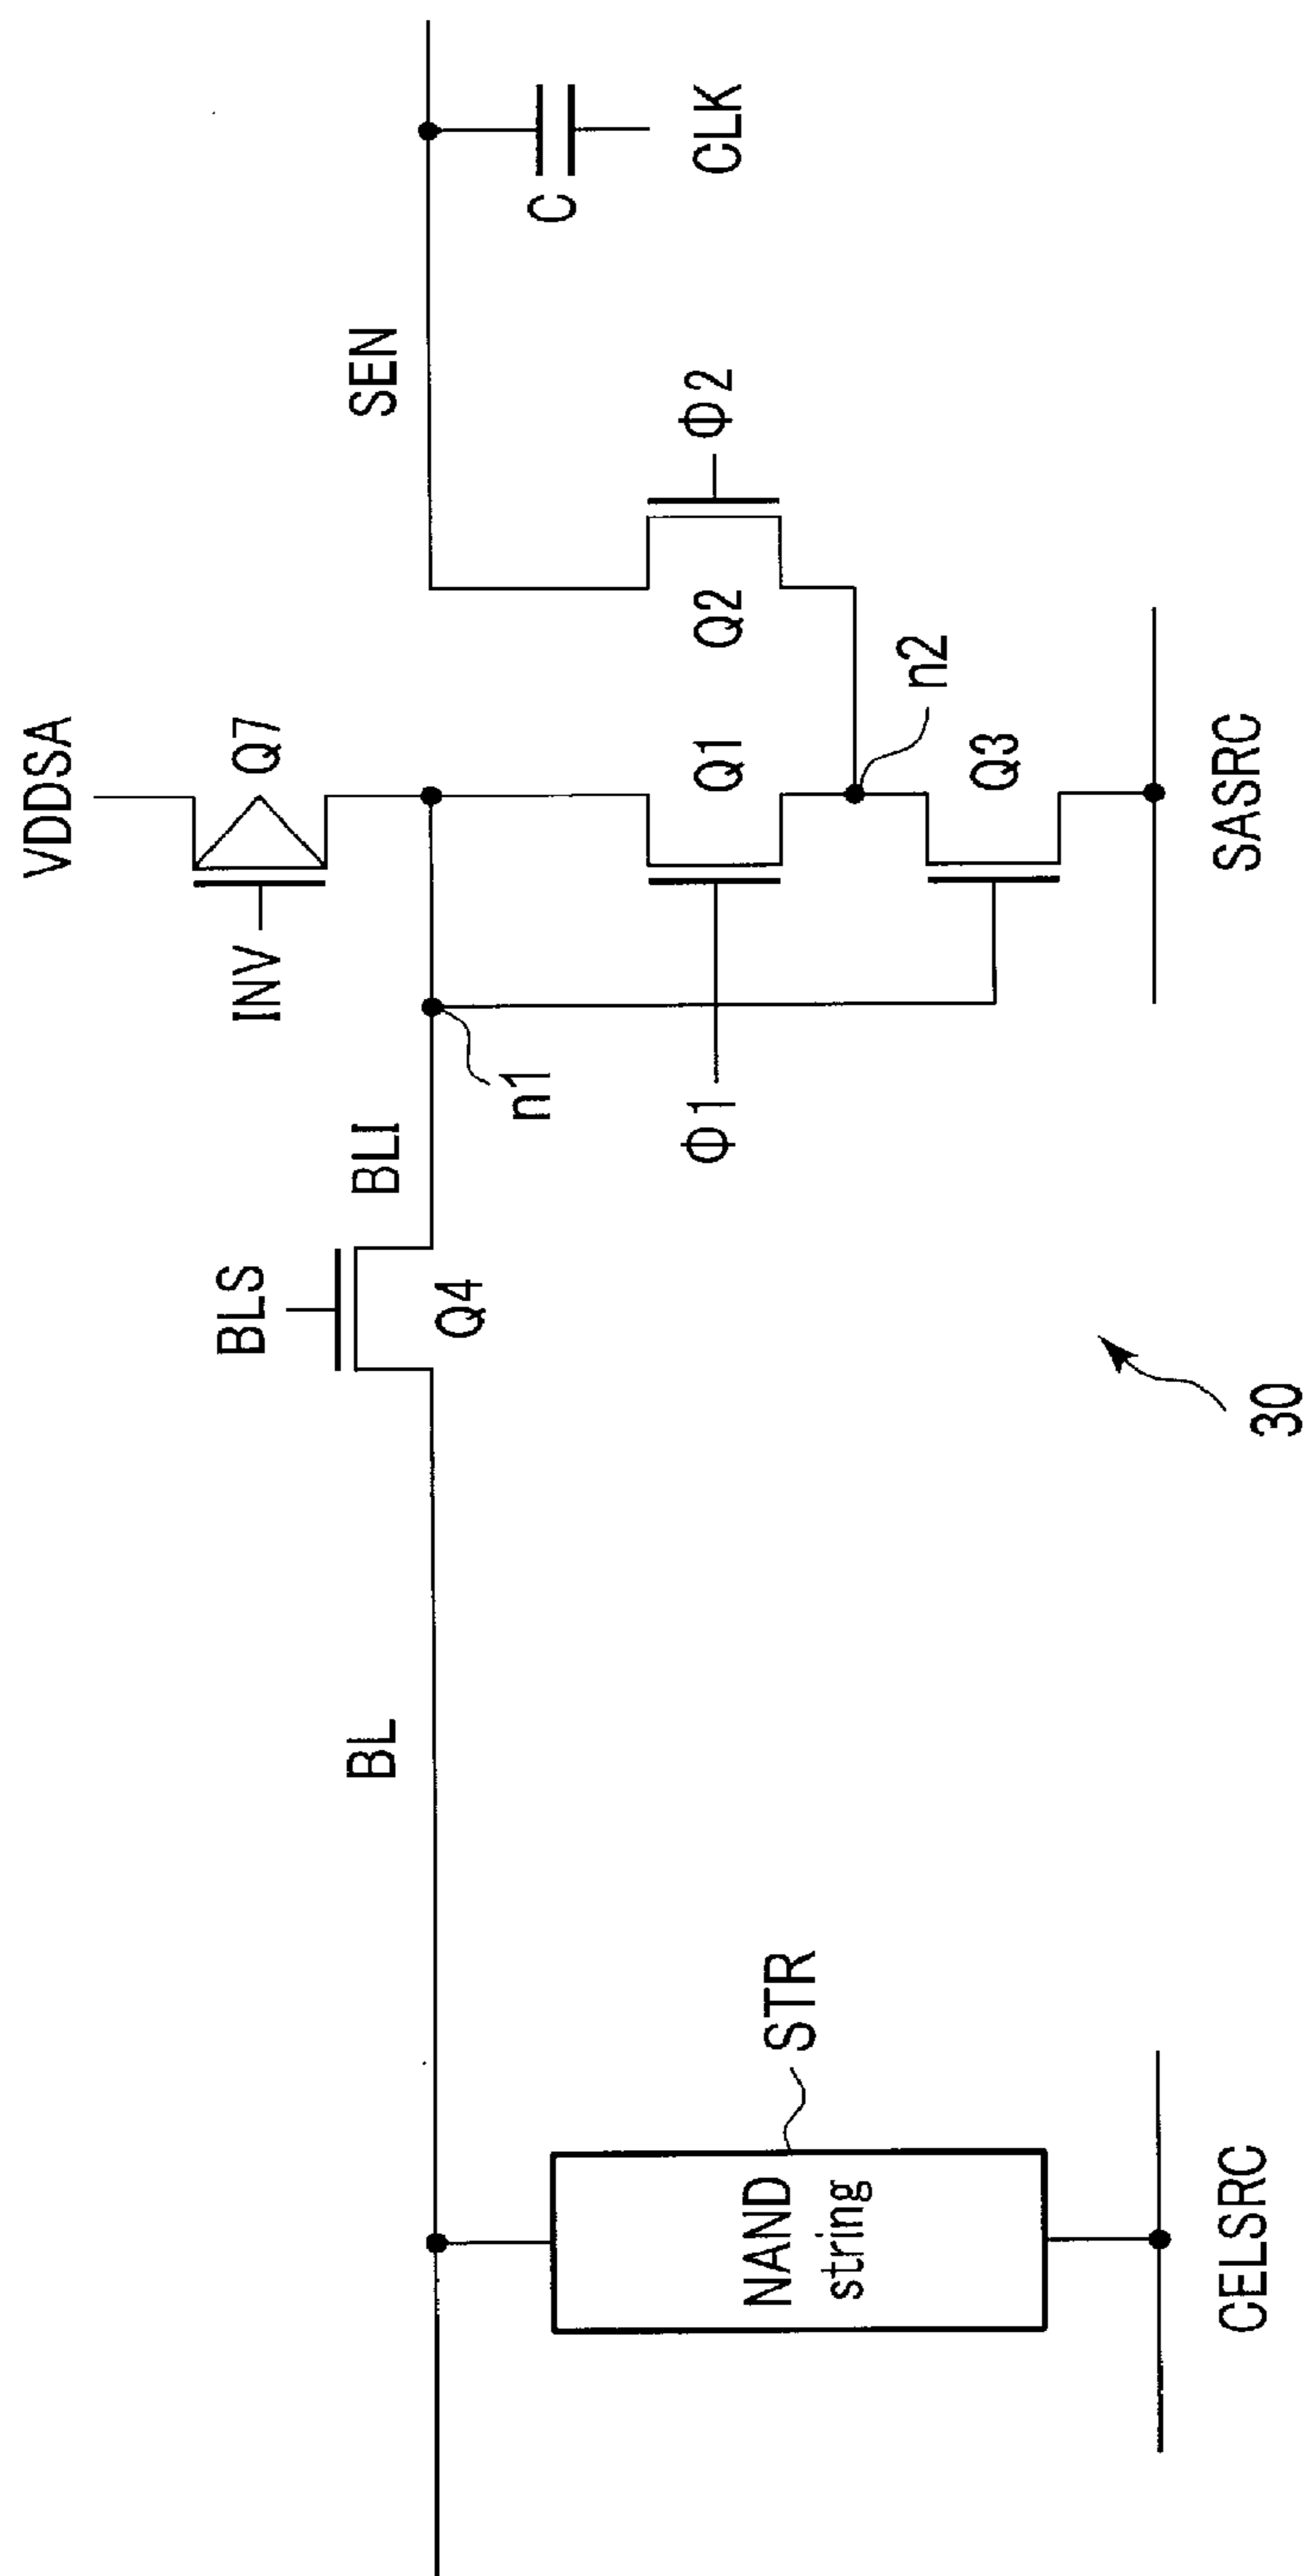 VDDSA
INV
Q7
SEN
C
CLK
BLS
BLI
n1
Q4
BL
Φ1
Q1
Q2
Φ2
n2
Q3
SASRC
STR
NAND
string
CELSRC
30